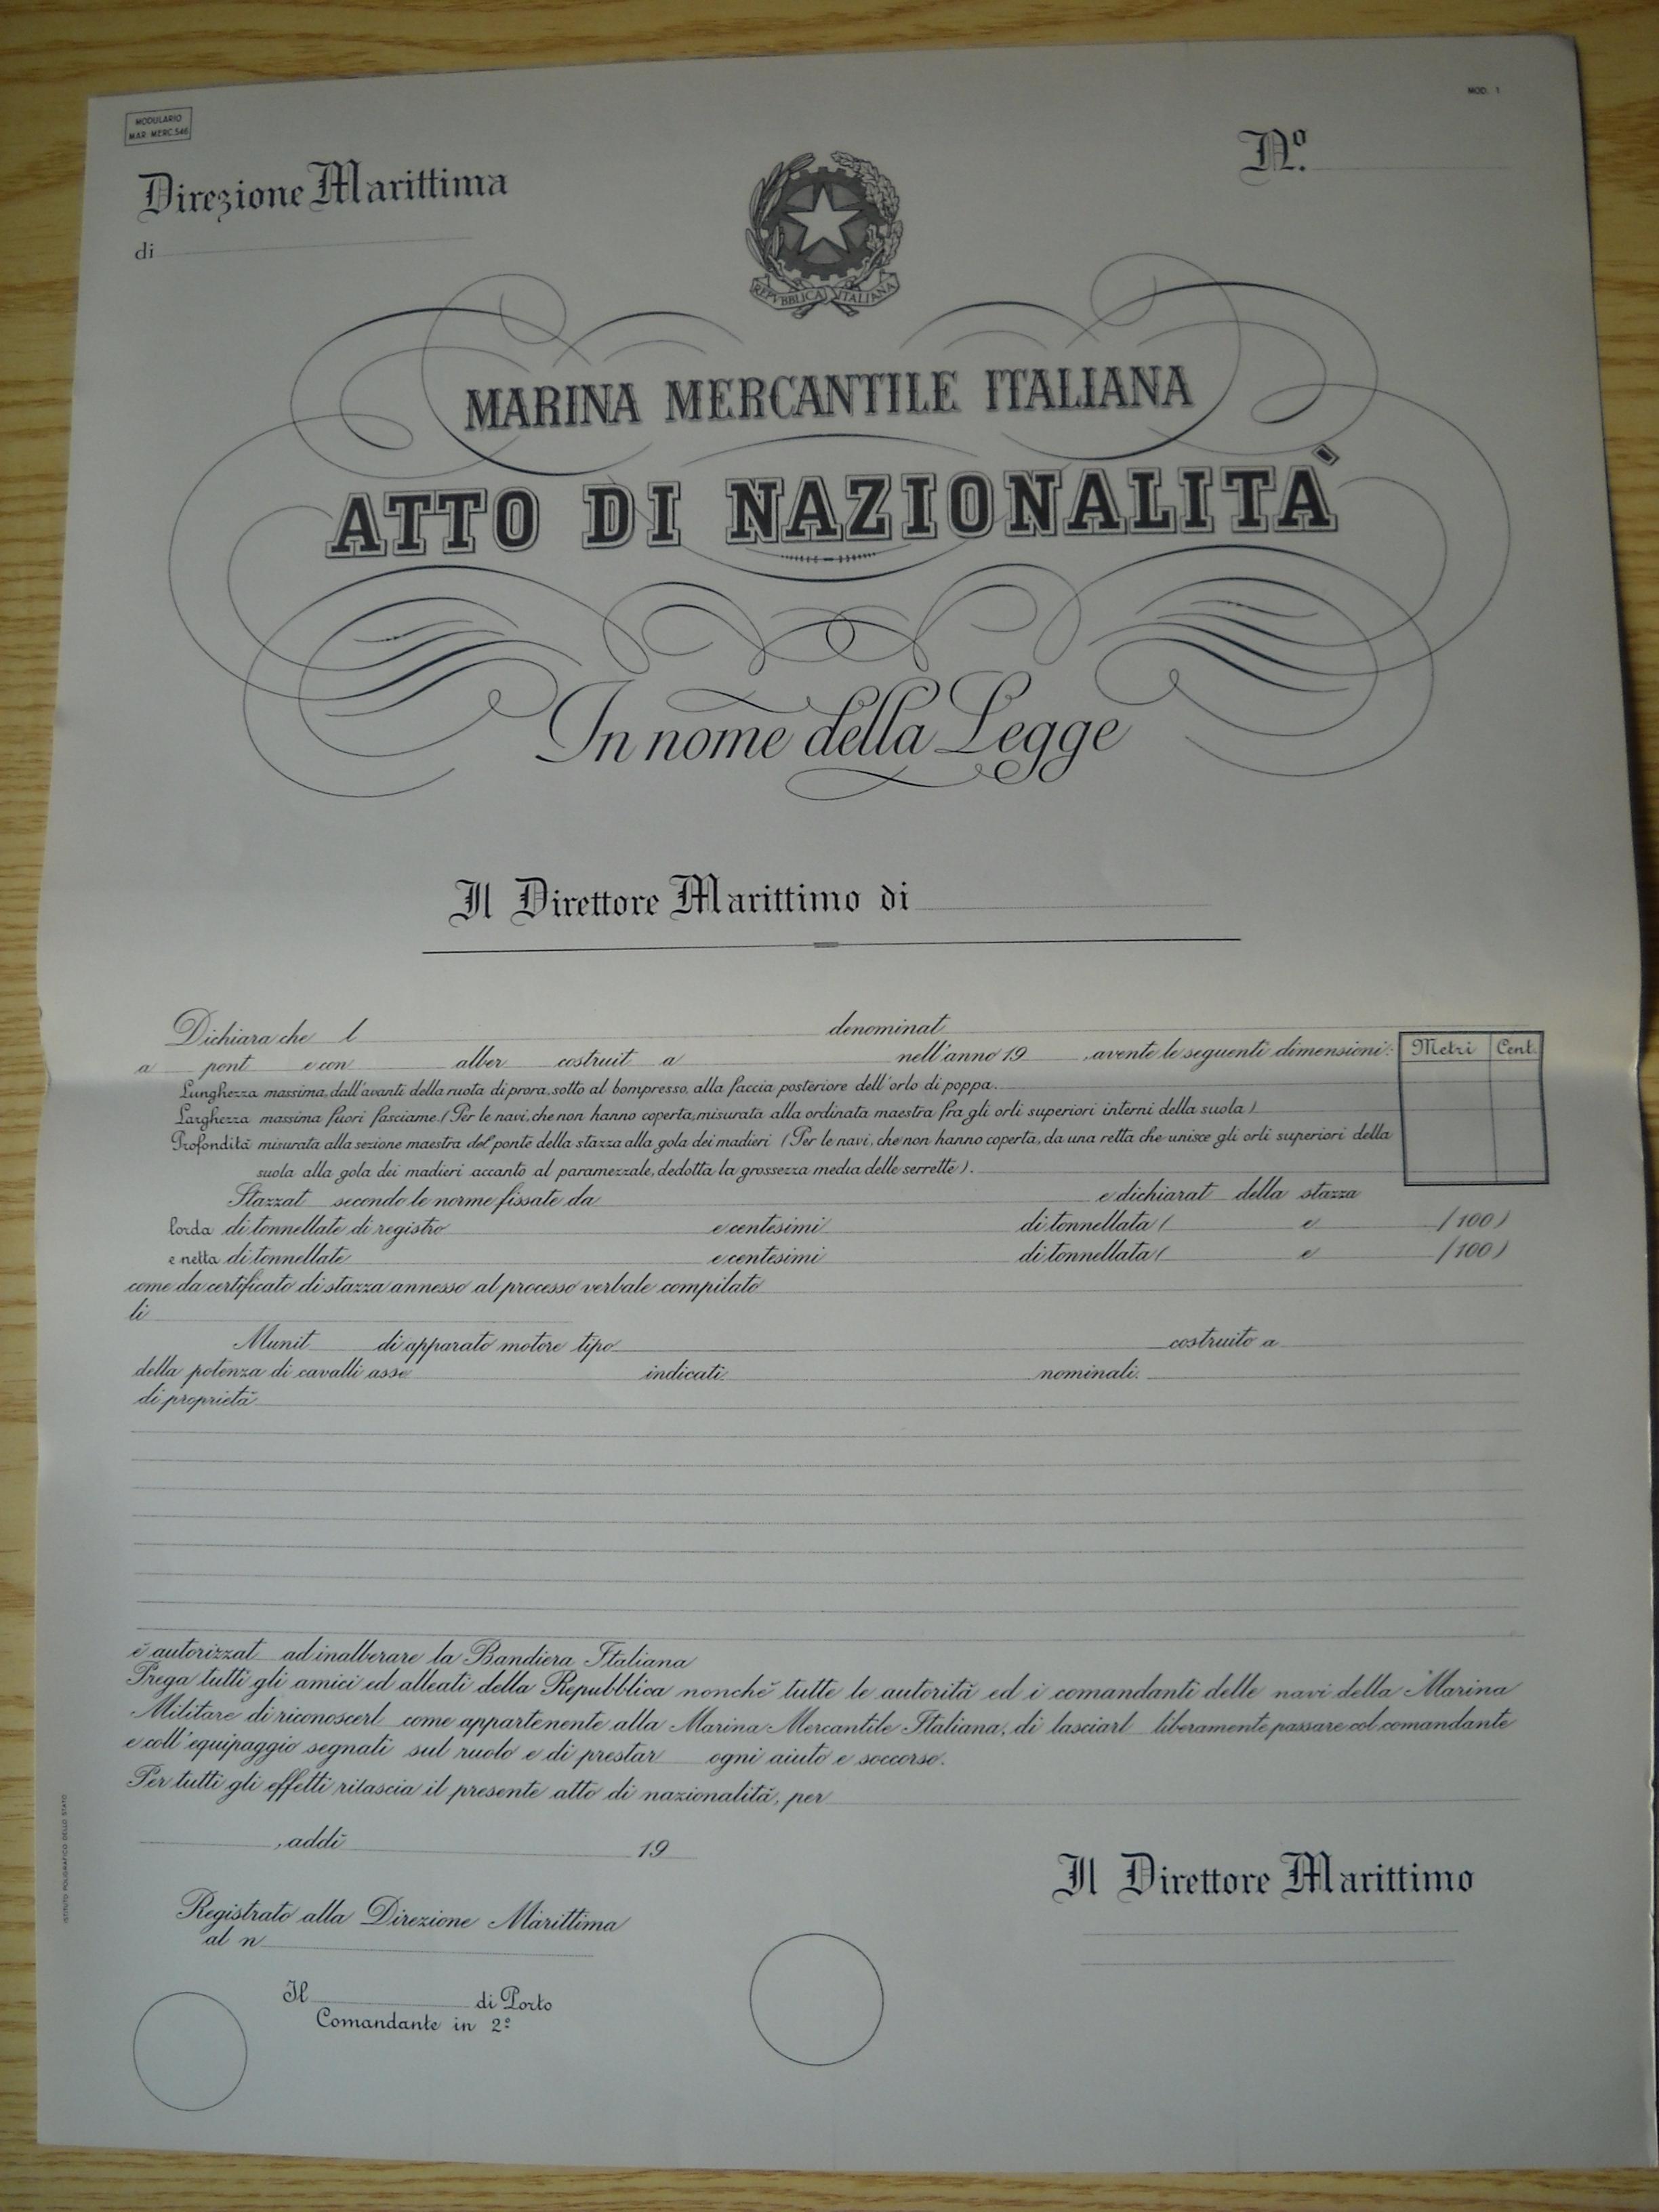 MODULARIO
MAR. MERC. 546
MOD. 1
Direzione Marittima
di
Nº.
REPVBBLICA ITALIANA
MARINA MERCANTILE ITALIANA
ATTO DI NAZIONALITÀ
In nome della Legge
Il Direttore Marittimo di
Dichiara che l denominat
a pont e con alber costruit a nell'anno 19 , avente le seguenti dimensioni:
Metri Cent.
Lunghezza massima, dall'avanti della ruota di prora, sotto al bompresso, alla faccia posteriore dell'orlo di poppa.
Larghezza massima fuori fasciame. (Per le navi, che non hanno coperta, misurata alla ordinata maestra fra gli orli superiori interni della suola)
Profondità misurata alla sezione maestra del ponte della stazza alla gola dei madieri (Per le navi, che non hanno coperta, da una retta che unisce gli orli superiori della
suola alla gola dei madieri accanto al paramezzale, dedotta la grossezza media delle serrette).
Stazzat secondo le norme fissate da e dichiarat della stazza
lorda di tonnellate di registro e centesimi di tonnellata ( e /100)
e netta di tonnellate e centesimi di tonnellata ( e /100)
come da certificato di stazza annesso al processo verbale compilato
li
Munit di apparato motore tipo costruito a
della potenza di cavalli asse indicati nominali.
di proprietà
è autorizzat ad inalberare la Bandiera Italiana
Prega tutti gli amici ed alleati della Repubblica nonchè tutte le autorità ed i comandanti delle navi della Marina
Militare di riconoscerl come appartenente alla Marina Mercantile Italiana, di lasciarl liberamente passare col comandante
e coll'equipaggio segnati sul ruolo e di prestar ogni aiuto e soccorso.
Per tutti gli effetti rilascia il presente atto di nazionalità, per
, addì 19
Il Direttore Marittimo
Registrato alla Direzione Marittima
al n
Il di Porto
Comandante in 2º
ISTITUTO POLIGRAFICO DELLO STATO